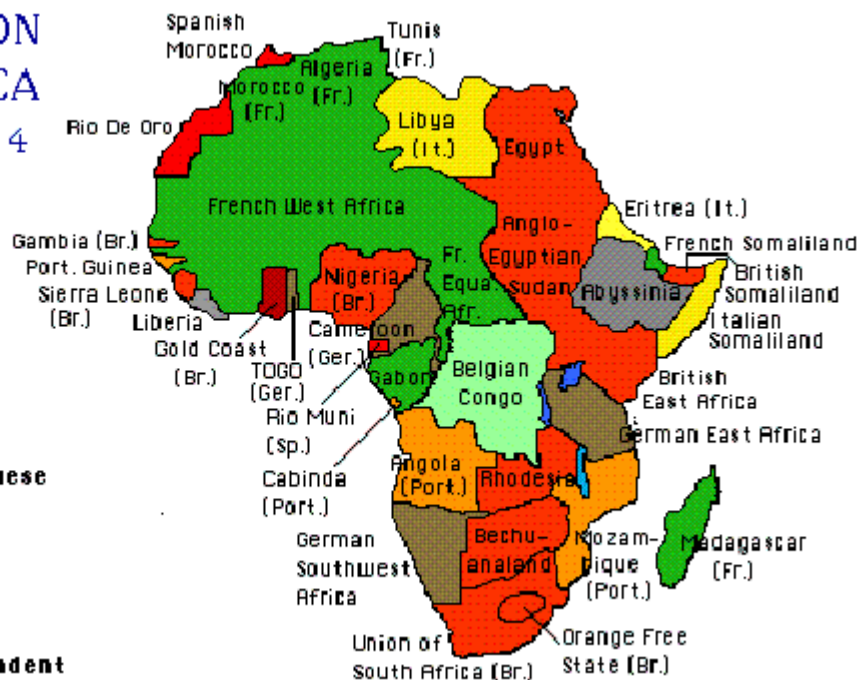 ON
CA
4
Spanish
Morocco
Tunis
(Fr.)
Algeria
(Fr.)
Morocco
(Fr.)
Rio De Oro
Libya
(It.)
Egypt
French West Africa
Anglo-
Egyptian
Sudan
Eritrea (It.)
French Somaliland
British
Somaliland
Italian
Somaliland
Abyssinia
Gambia (Br.)
Port. Guinea
Sierra Leone
(Br.)
Liberia
Gold Coast
(Br.)
TOGO
(Ger.)
Nigeria
(Br.)
Fr.
Equa.
Afr.
Cameroon
(Ger.)
Rio Muni
(Sp.)
Gabon
Cabinda
(Port.)
Belgian
Congo
British
East Africa
German East Africa
Angola
(Port.)
Rhodesia
uese
German
Southwest
Africa
Bechu-
analand
Mozam-
bique
(Port.)
Madagascar
(Fr.)
Union of
South Africa (Br.)
Orange Free
State (Br.)
ndent